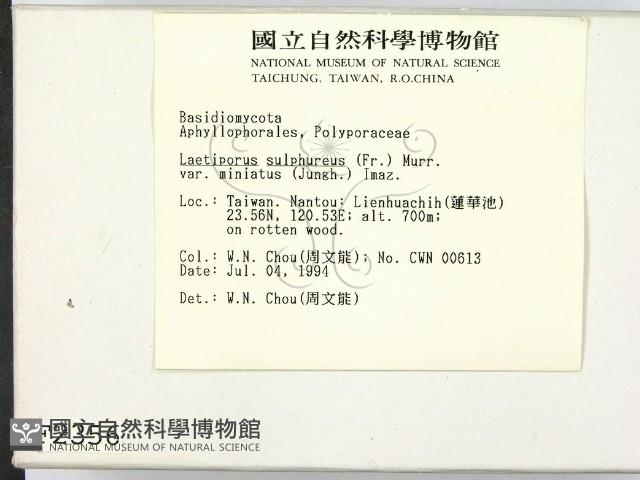 國立自然科學博物館
NATIONAL MUSEUM OF NATURAL SCIENCE
TAICHUNG, TAIWAN, R.O.CHINA
Basidiomycota
Aphyllophorales, Polyporaceae
Laetiporus sulphureus (Fr.) Murr.
var. miniatus (Jungh.) Imaz.
Loc.: Taiwan. Nantou: Lienhuachih(蓮華池)
23.56N, 120.53E; alt. 700m;
on rotten wood.
Col.: W.N. Chou(周文能); No. CWN 00613
Date: Jul. 04, 1994
Det.: W.N. Chou(周文能)
國立自然科學博物館
NATIONAL MUSEUM OF NATURAL SCIENCE